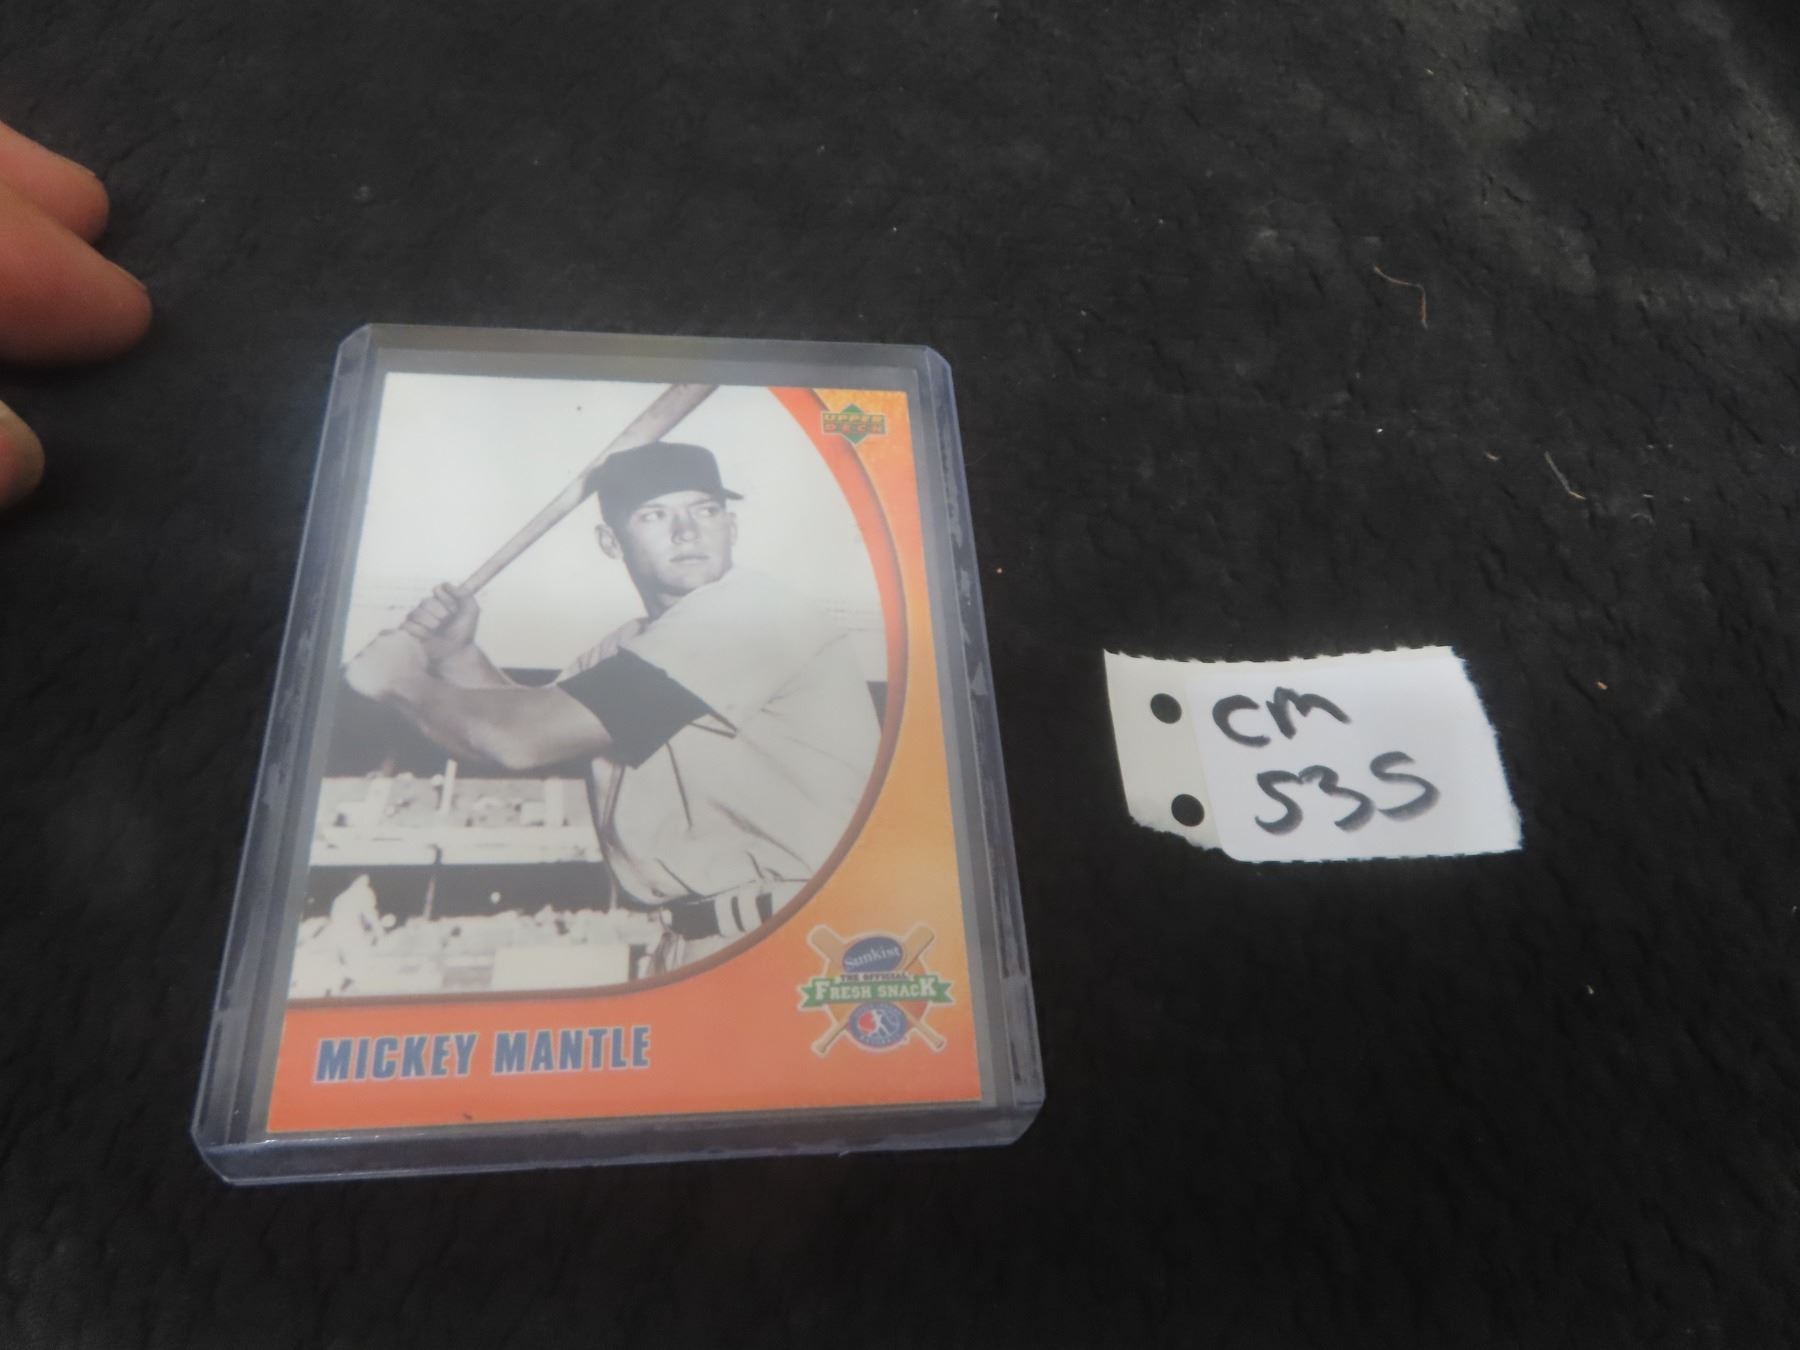 UPPER
DECK
Sunkist
THE OFFICIAL
FRESH SNACK
MICKEY MANTLE
CM
535